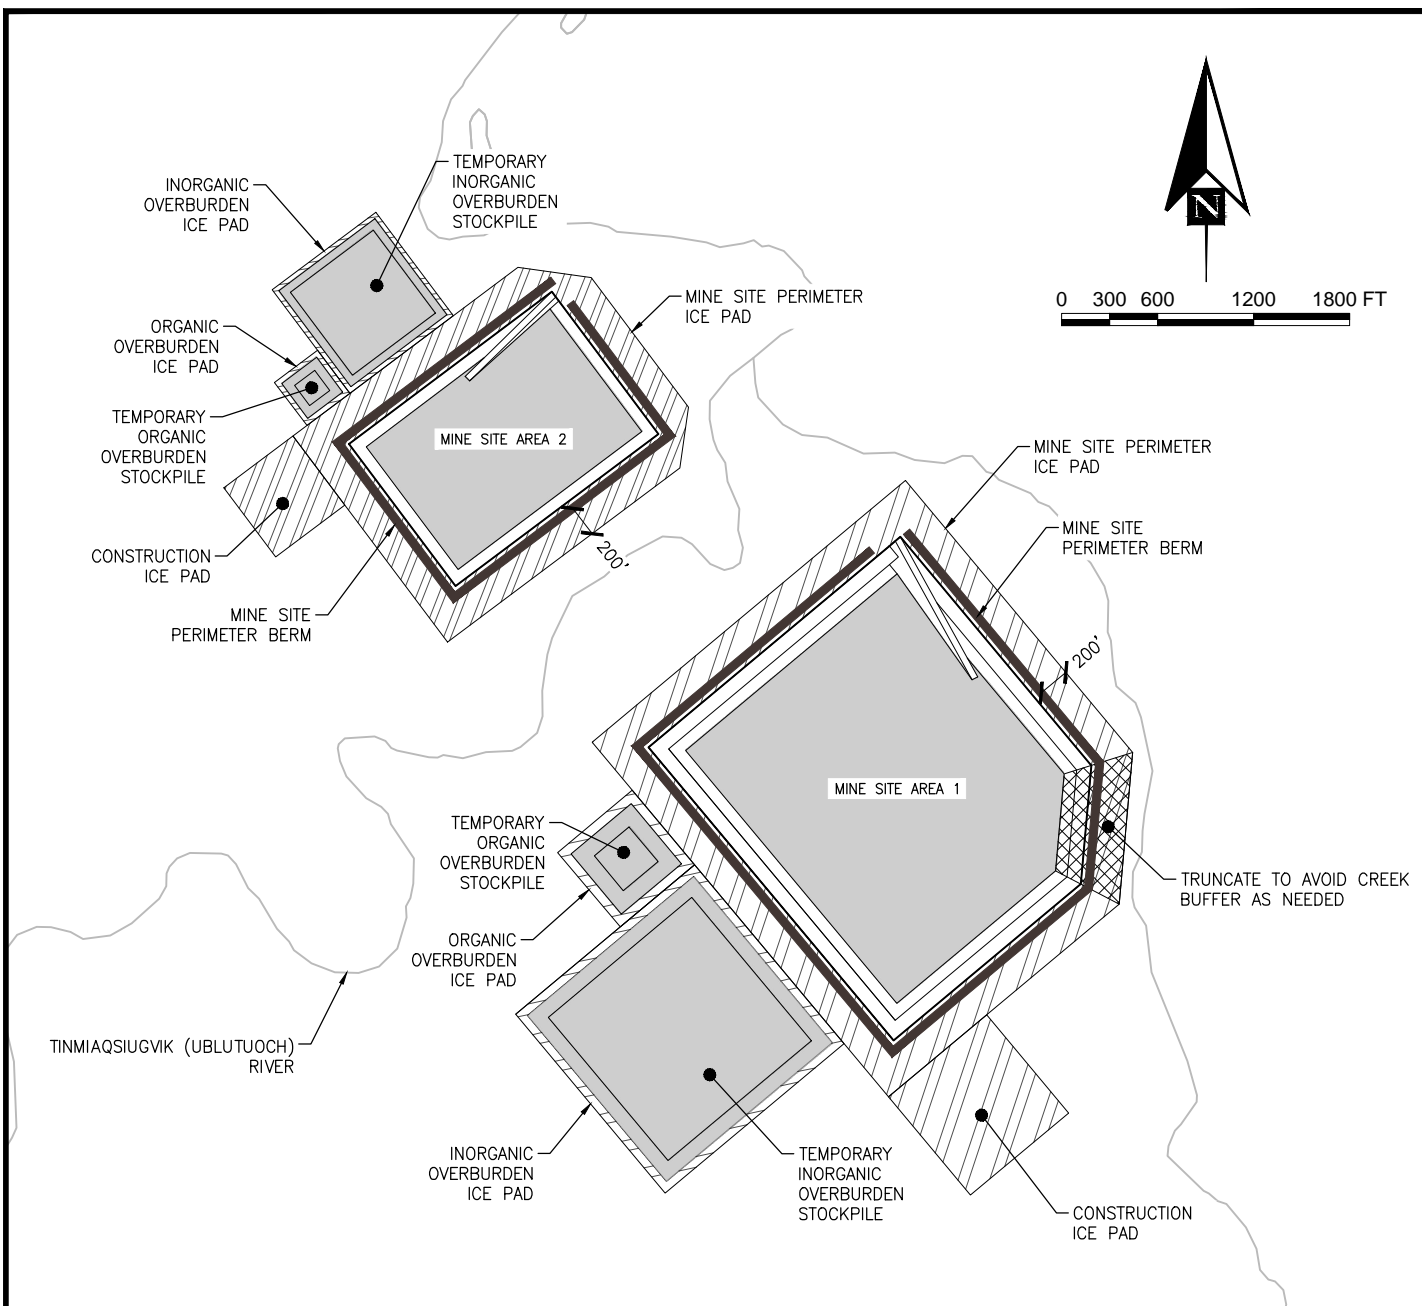 TEMPORARY
INORGANIC
OVERBURDEN
STOCKPILE
INORGANIC
OVERBURDEN
ICE PAD
N
0 300 600 1200 1800 FT
MINE SITE PERIMETER
ICE PAD
ORGANIC
OVERBURDEN
ICE PAD
TEMPORARY
ORGANIC
OVERBURDEN
STOCKPILE
MINE SITE AREA 2
MINE SITE PERIMETER
ICE PAD
MINE SITE
PERIMETER BERM
CONSTRUCTION
ICE PAD
200'
MINE SITE
PERIMETER BERM
200'
MINE SITE AREA 1
TEMPORARY
ORGANIC
OVERBURDEN
STOCKPILE
TRUNCATE TO AVOID CREEK
BUFFER AS NEEDED
ORGANIC
OVERBURDEN
ICE PAD
TINMIAQSIUGVIK (UBLUTUOCH)
RIVER
INORGANIC
OVERBURDEN
ICE PAD
TEMPORARY
INORGANIC
OVERBURDEN
STOCKPILE
CONSTRUCTION
ICE PAD